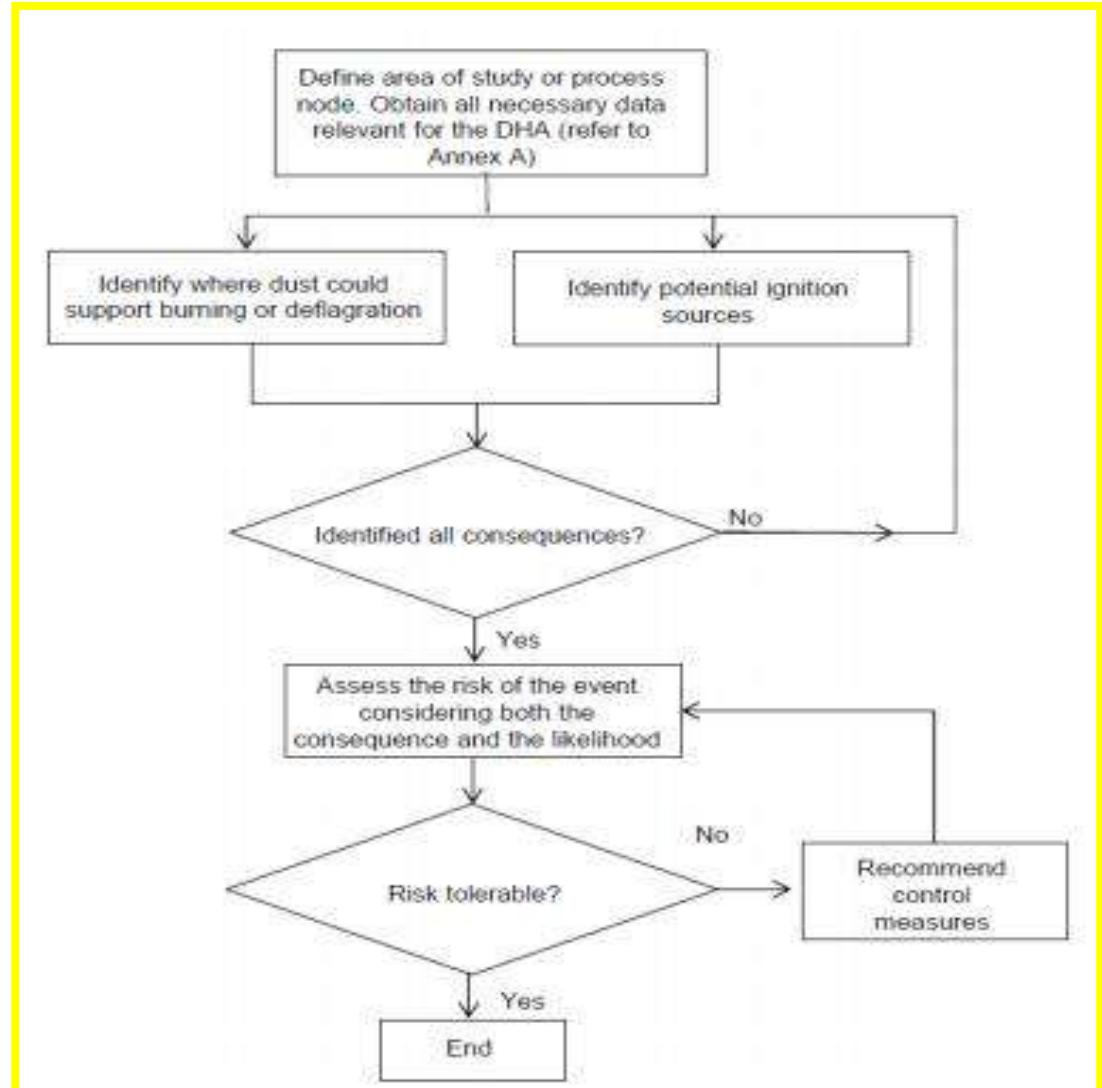 Define area of study or process
node. Obtain all necessary data
relevant for the DHA (refer to
Annex A)
Identify where dust could
support burning or deflagration
Identify potential ignition
sources
Identified all consequences?
No
Yes
Assess the risk of the event
considering both the
consequence and the likelihood
No
Risk tolerable?
Recommend
control
measures
Yes
End